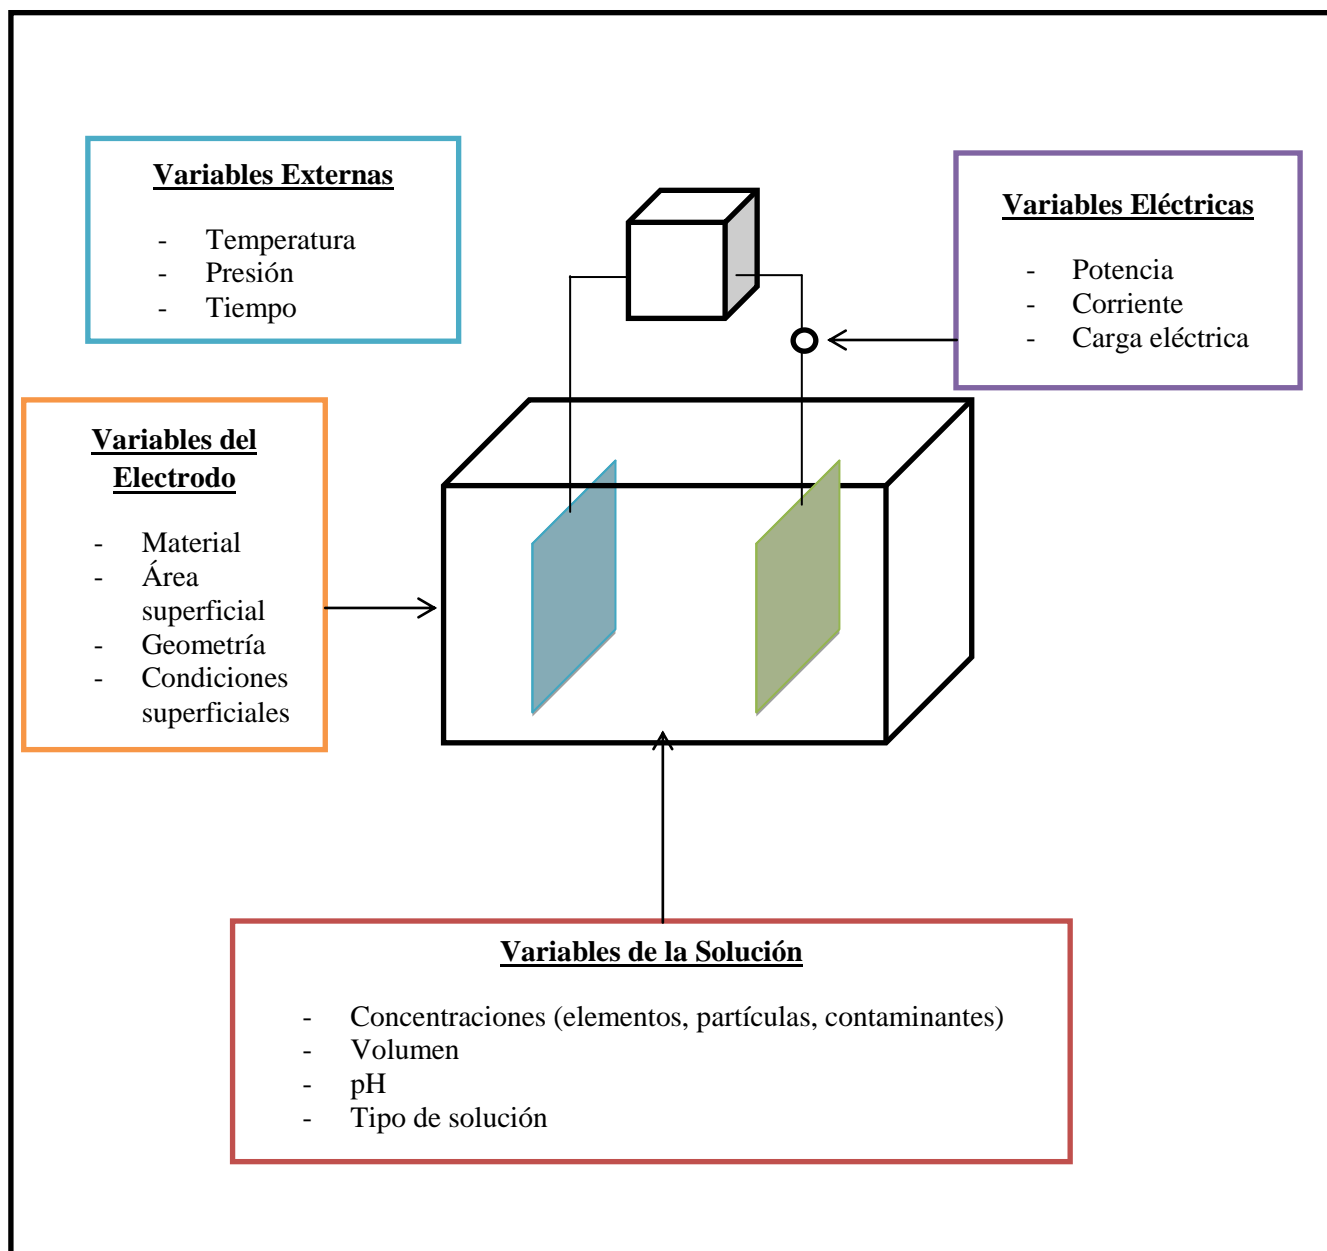 Variables Externas
- Temperatura
- Presión
- Tiempo
Variables Eléctricas
- Potencia
- Corriente
- Carga eléctrica
Variables del
Electrodo
- Material
- Área
superficial
- Geometría
- Condiciones
superficiales
Variables de la Solución
- Concentraciones (elementos, partículas, contaminantes)
- Volumen
- pH
- Tipo de solución